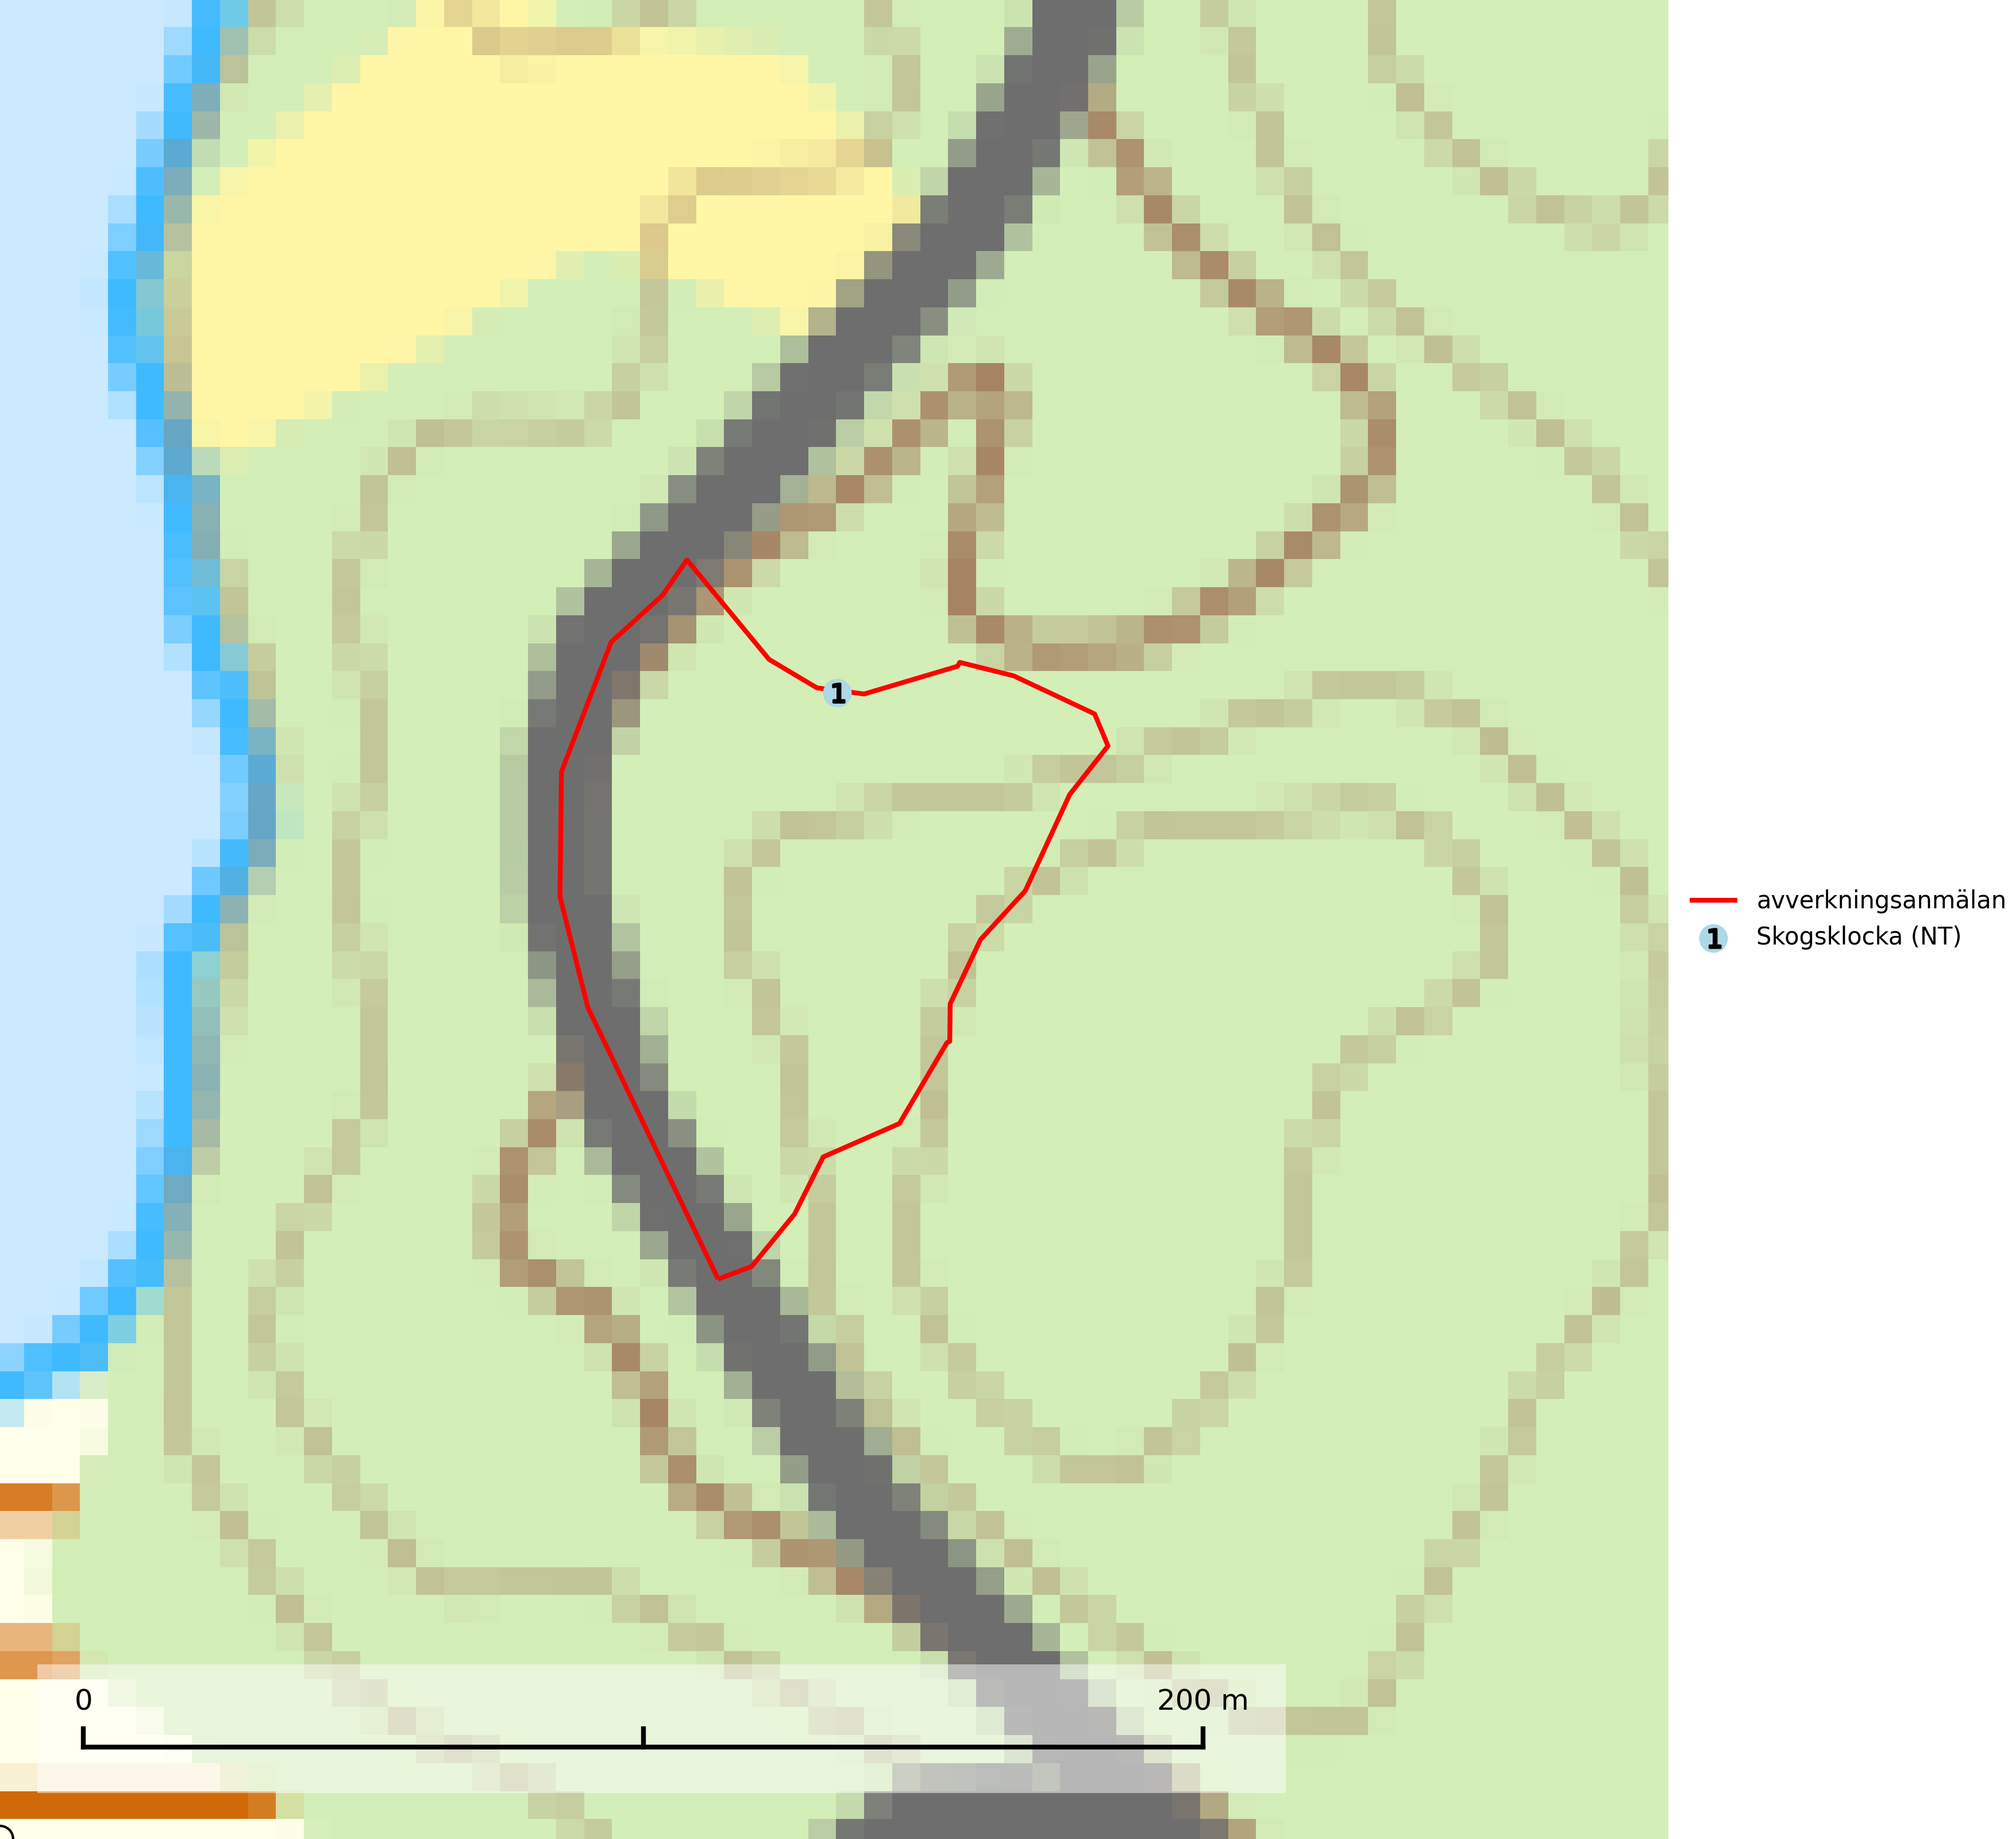 1
avverkningsanmälan
1 Skogsklocka (NT)
0 200 m